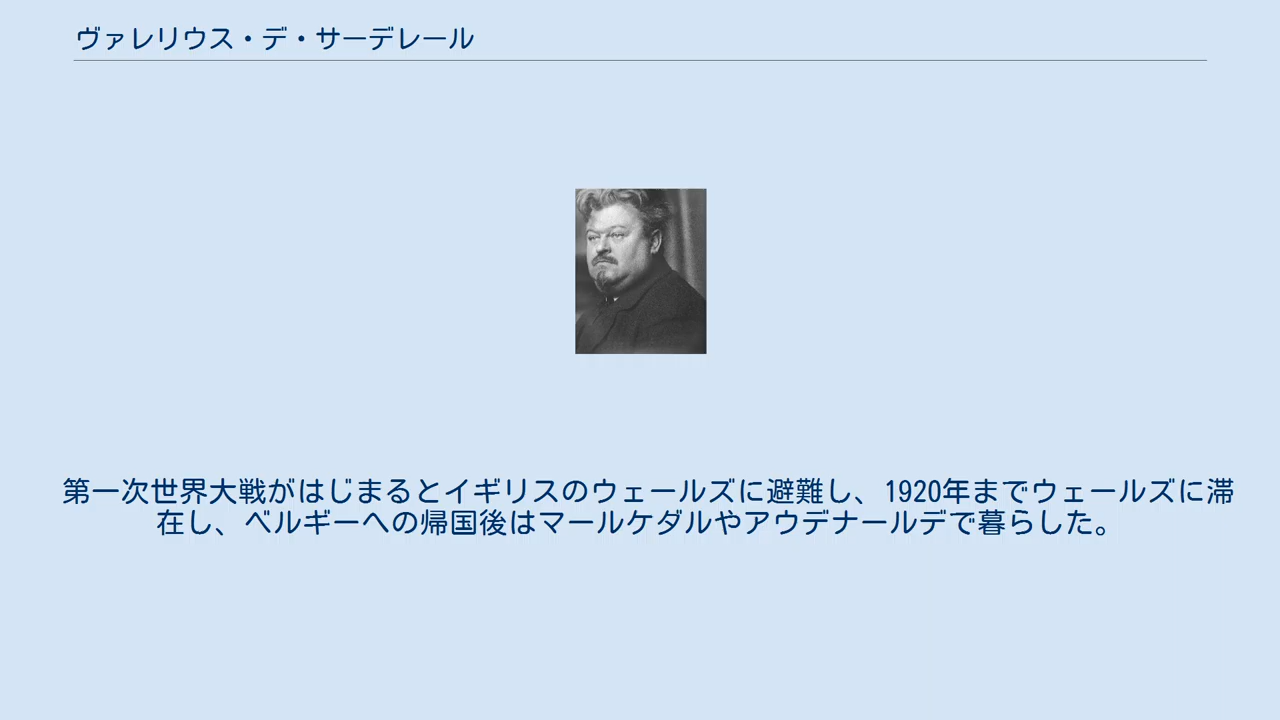 ヴァレリウス・デ・サーデレール
第一次世界大戦がはじまるとイギリスのウェールズに避難し、1920年までウェールズに滞
在し、ベルギーへの帰国後はマールケダルやアウデナールデで暮らした。